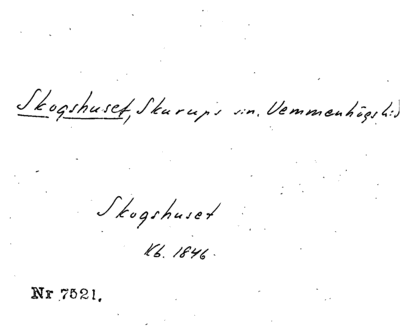 Skogshuset, Skurups sn. Vemmenhögs hd
Skogshuset
Kb. 1846.
Nr 7521.